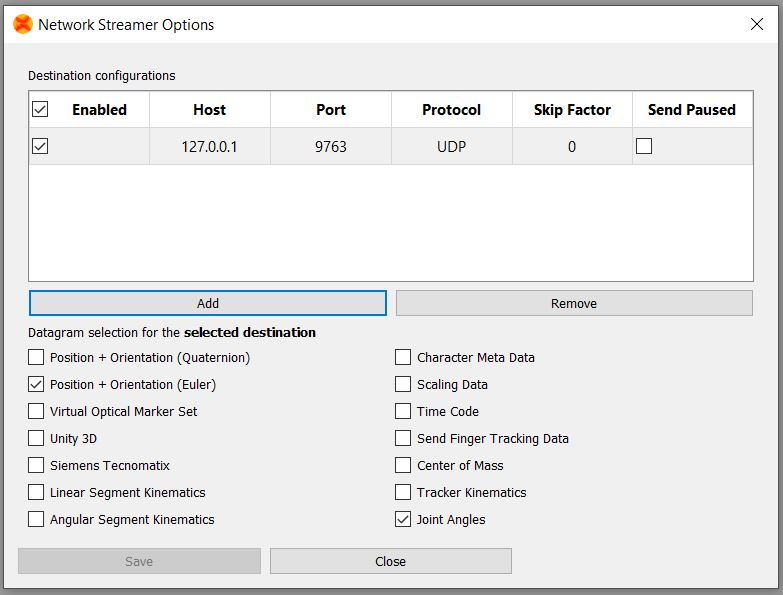 Network Streamer Options
Destination configurations
Enabled Host Port Protocol Skip Factor Send Paused
127.0.0.1 9763 UDP 0
Add Remove
Datagram selection for the selected destination
Position + Orientation (Quaternion) Character Meta Data
Position + Orientation (Euler) Scaling Data
Virtual Optical Marker Set Time Code
Unity 3D Send Finger Tracking Data
Siemens Tecnomatix Center of Mass
Linear Segment Kinematics Tracker Kinematics
Angular Segment Kinematics Joint Angles
Save Close